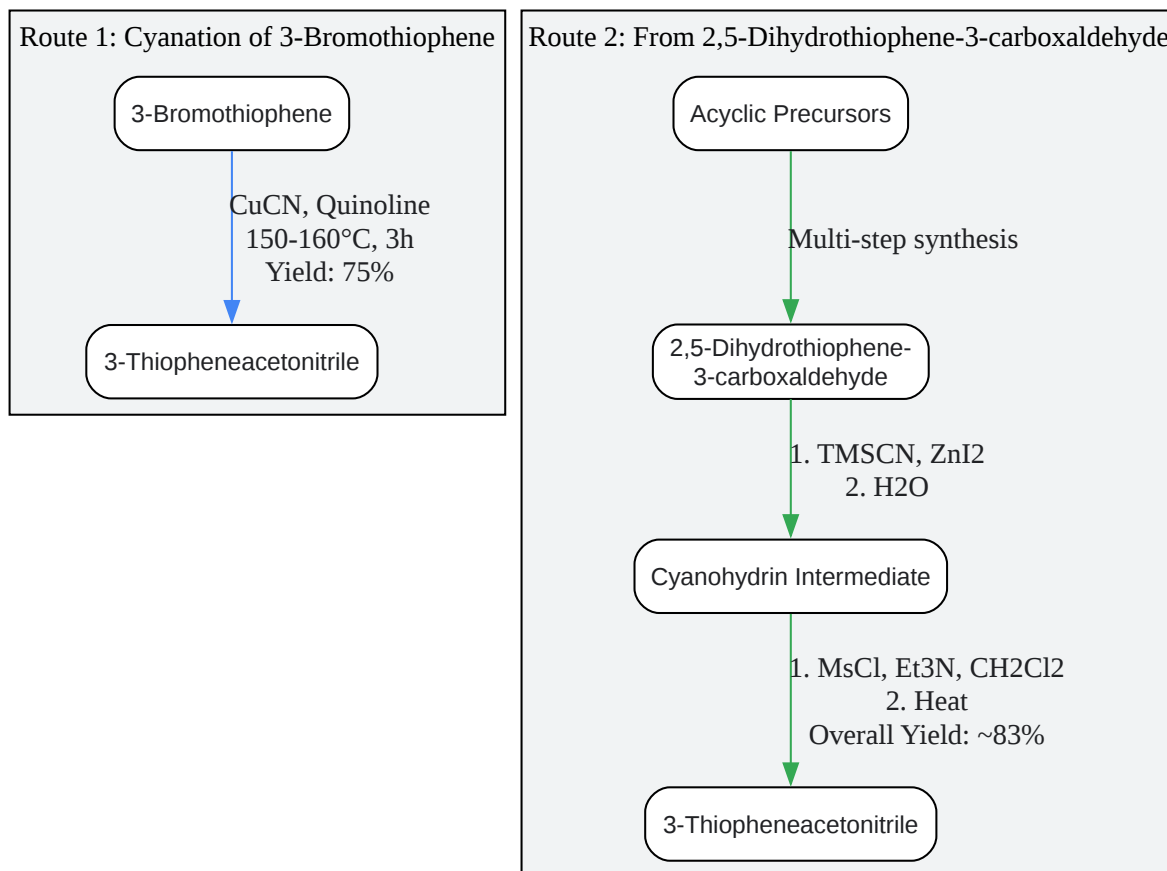 Route 1: Cyanation of 3-Bromothiophene
3-Bromothiophene
CuCN, Quinoline
150-160°C, 3h
Yield: 75%
3-Thiopheneacetonitrile
Route 2: From 2,5-Dihydrothiophene-3-carboxaldehyde
Acyclic Precursors
Multi-step synthesis
2,5-Dihydrothiophene-
3-carboxaldehyde
1. TMSCN, ZnI2
2. H2O
Cyanohydrin Intermediate
1. MsCl, Et3N, CH2Cl2
2. Heat
Overall Yield: ~83%
3-Thiopheneacetonitrile